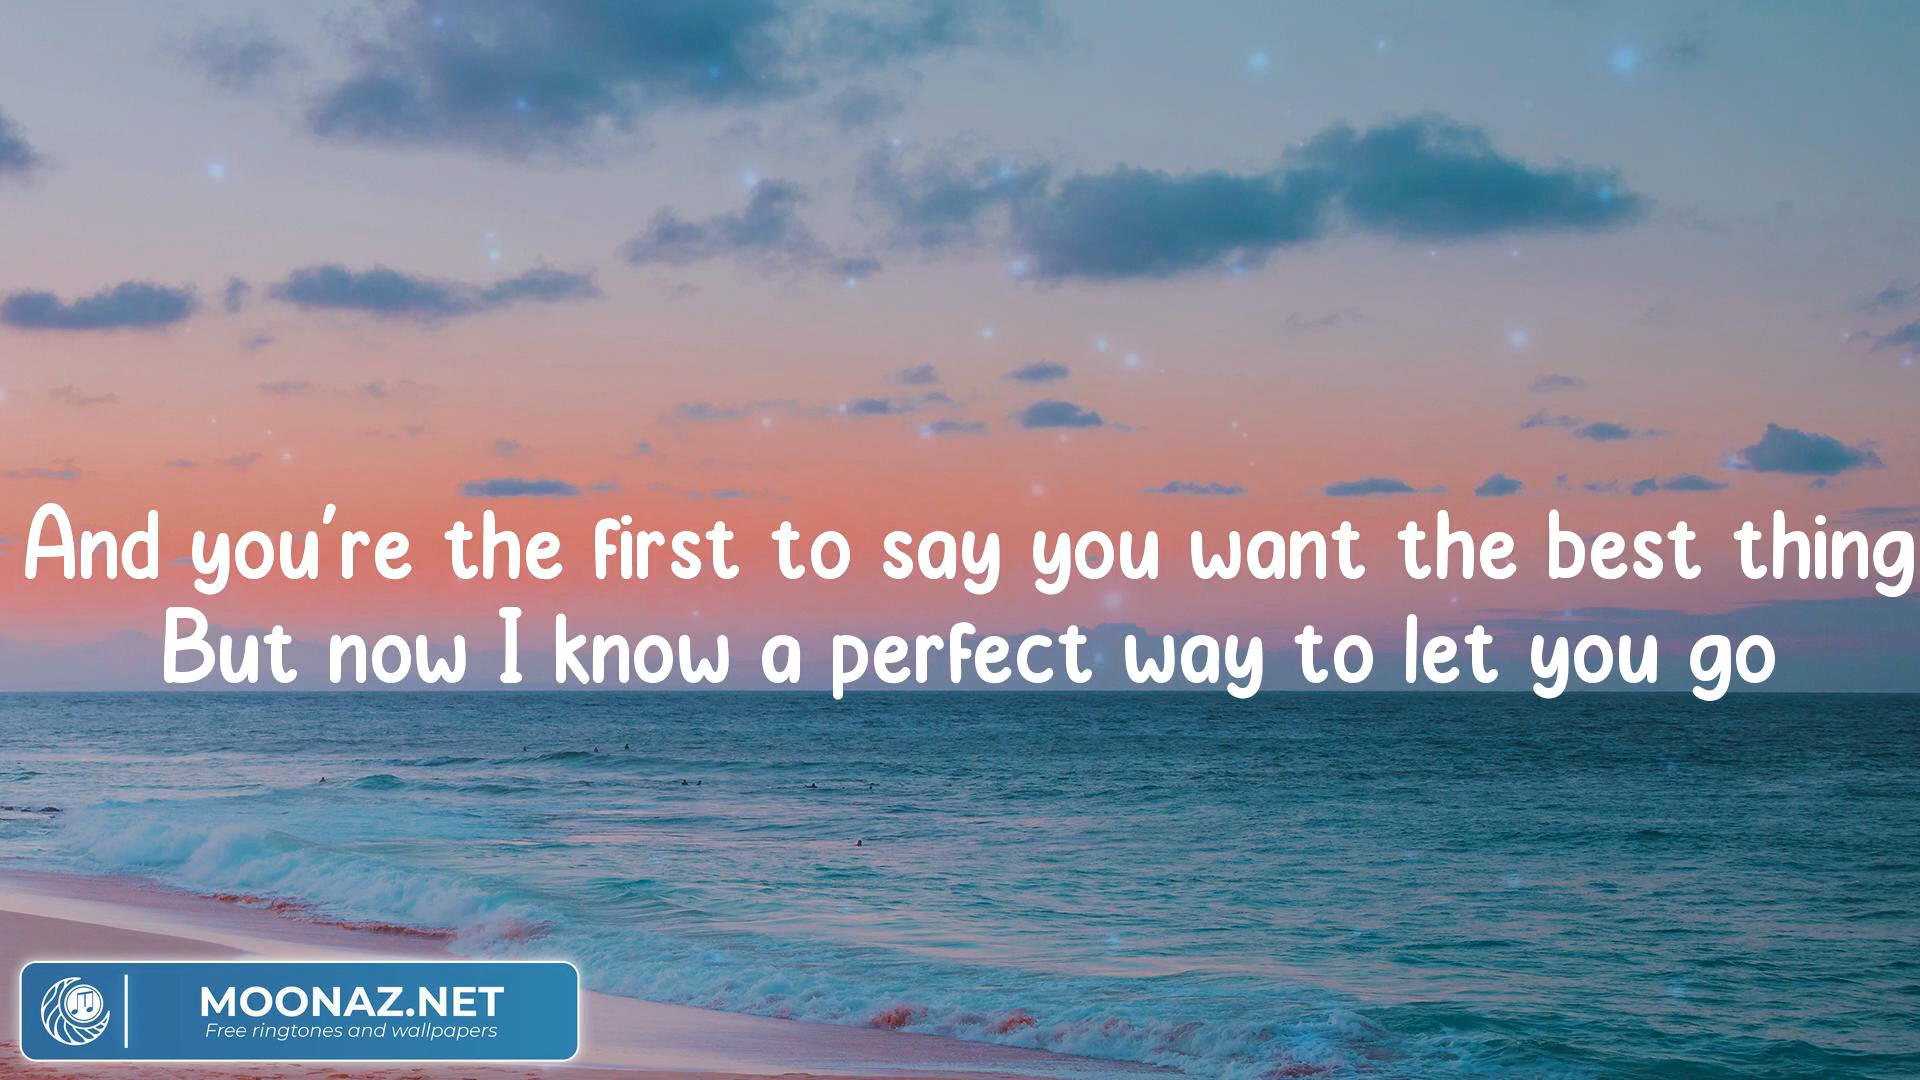 And you're the first to say you want the best thing
But now I know a perfect way to let you go
MOONAZ.NET
Free ringtones and wallpapers